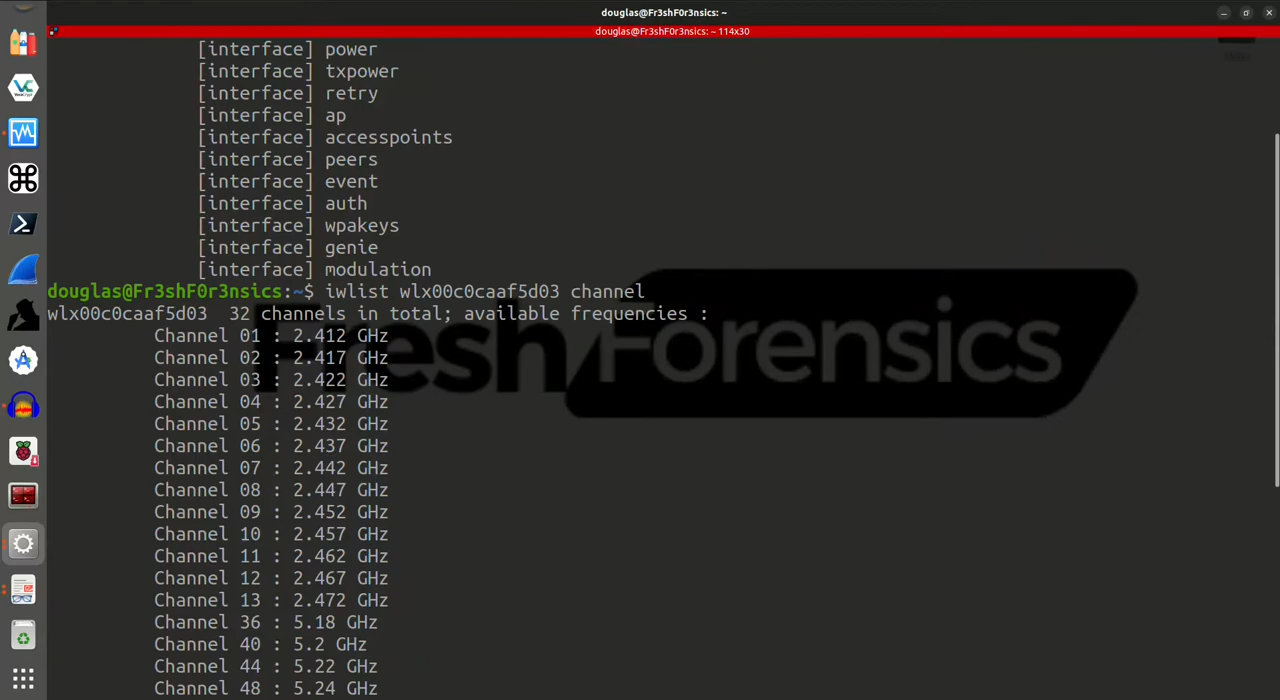 douglas@Fr3shF0r3nsics: ~
douglas@Fr3shF0r3nsics: ~ 114x30
[interface] power
[interface] txpower
[interface] retry
[interface] ap
[interface] accesspoints
[interface] peers
[interface] event
[interface] auth
[interface] wpakeys
[interface] genie
[interface] modulation
douglas@Fr3shF0r3nsics:~$ iwlist wlx00c0caaf5d03 channel
wlx00c0caaf5d03  32 channels in total; available frequencies :
Channel 01 : 2.412 GHz
Channel 02 : 2.417 GHz
Channel 03 : 2.422 GHz
Channel 04 : 2.427 GHz
Channel 05 : 2.432 GHz
Channel 06 : 2.437 GHz
Channel 07 : 2.442 GHz
Channel 08 : 2.447 GHz
Channel 09 : 2.452 GHz
Channel 10 : 2.457 GHz
Channel 11 : 2.462 GHz
Channel 12 : 2.467 GHz
Channel 13 : 2.472 GHz
Channel 36 : 5.18 GHz
Channel 40 : 5.2 GHz
Channel 44 : 5.22 GHz
Channel 48 : 5.24 GHz
Fresh Forensics